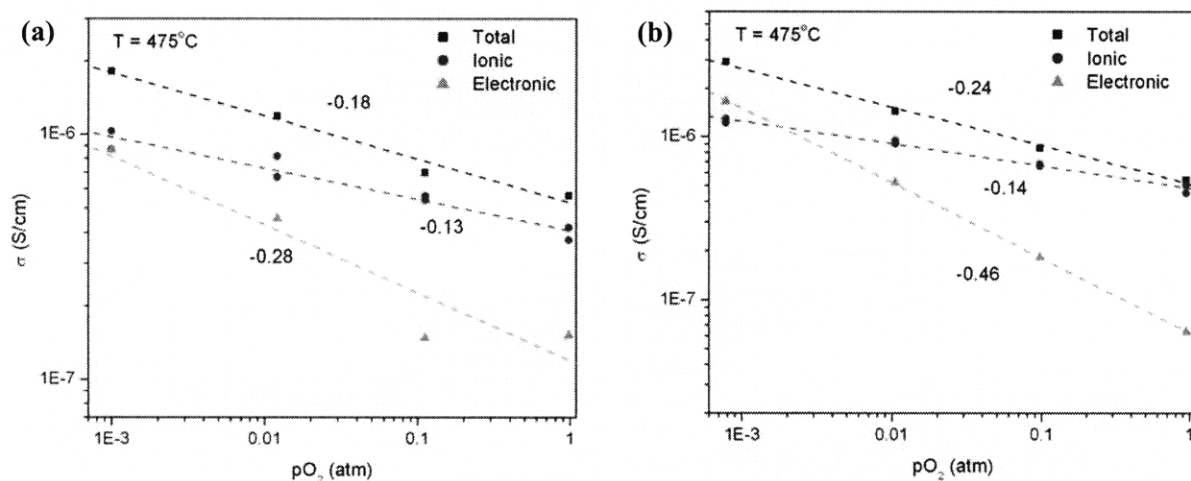 (a)
T = 475°C
Total
Ionic
Electronic
-0.18
-0.13
-0.28
1E-6
1E-7
σ (S/cm)
1E-3
0.01
0.1
1
pO₂ (atm)
(b)
T = 475°C
Total
Ionic
Electronic
-0.24
-0.14
-0.46
1E-6
1E-7
σ (S/cm)
1E-3
0.01
0.1
1
pO₂ (atm)